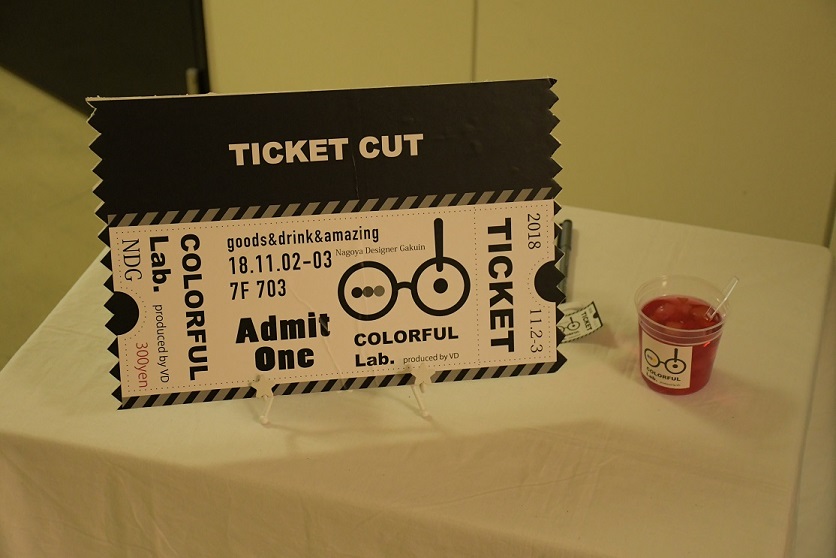 TICKET CUT
NDG
Lab. produced by VD
300yen
COLORFUL
goods&drink&amazing
Nagoya Designer Gakuin
18.11.02-03
7F 703
Admit
One
COLORFUL
Lab. produced by VD
TICKET
2018 11.2-3
TICKET
COLORFUL
Lab.